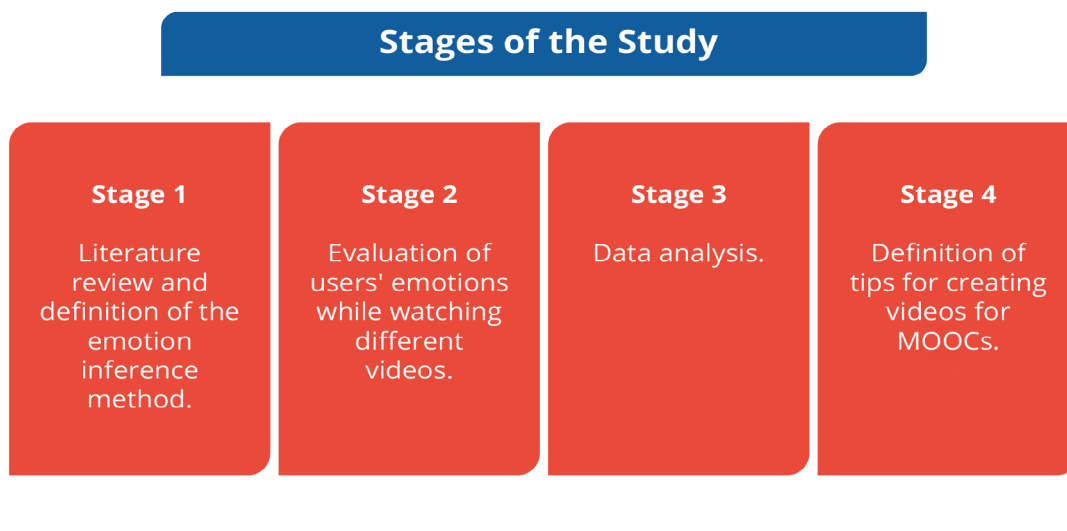 Stages of the Study
Stage 1
Literature
review and
definition of the
emotion
inference
method.
Stage 2
Evaluation of
users' emotions
while watching
different
videos.
Stage 3
Data analysis.
Stage 4
Definition of
tips for creating
videos for
MOOCs.